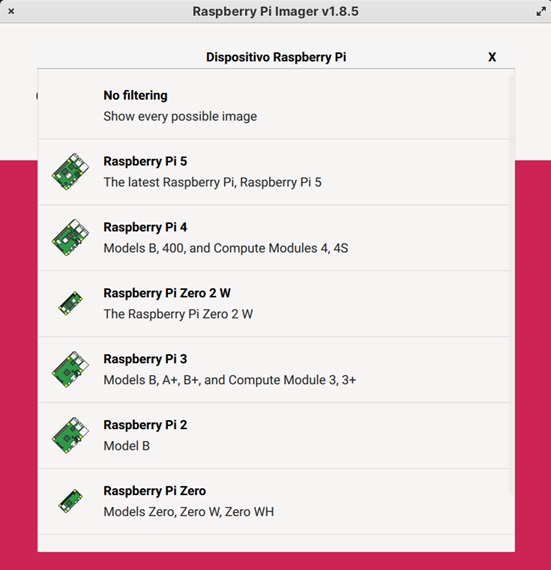 Raspberry Pi Imager v1.8.5
Dispositivo Raspberry Pi
X
No filtering
Show every possible image
Raspberry Pi 5
The latest Raspberry Pi, Raspberry Pi 5
Raspberry Pi 4
Models B, 400, and Compute Modules 4, 4S
Raspberry Pi Zero 2 W
The Raspberry Pi Zero 2 W
Raspberry Pi 3
Models B, A+, B+, and Compute Module 3, 3+
Raspberry Pi 2
Model B
Raspberry Pi Zero
Models Zero, Zero W, Zero WH